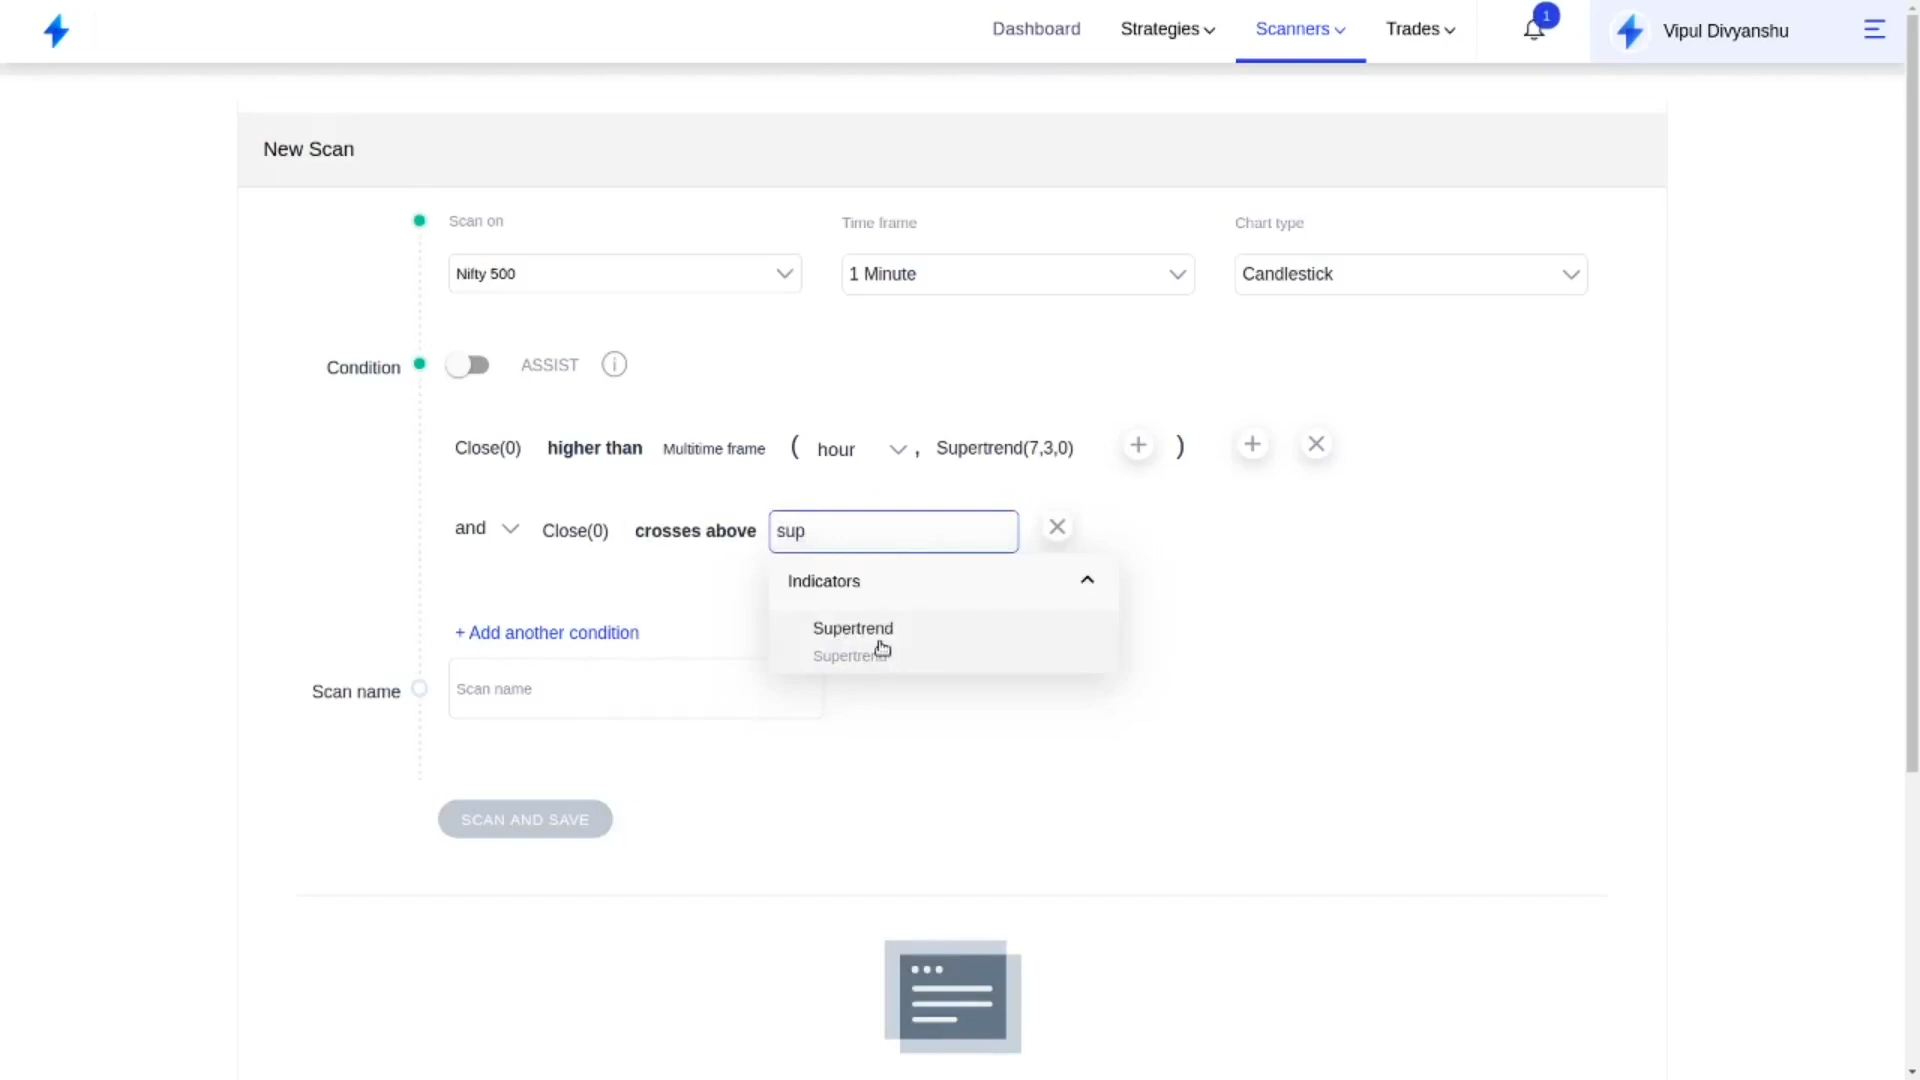 Dashboard Strategies Scanners Trades 1 Vipul Divyanshu
New Scan
Scan on Time frame Chart type
Nifty 500 1 Minute Candlestick
Condition ASSIST i
Close(0) higher than Multitime frame ( hour , Supertrend(7,3,0) + ) +
and Close(0) crosses above sup
Indicators
Supertrend
Supertrend
+ Add another condition
Scan name Scan name
SCAN AND SAVE